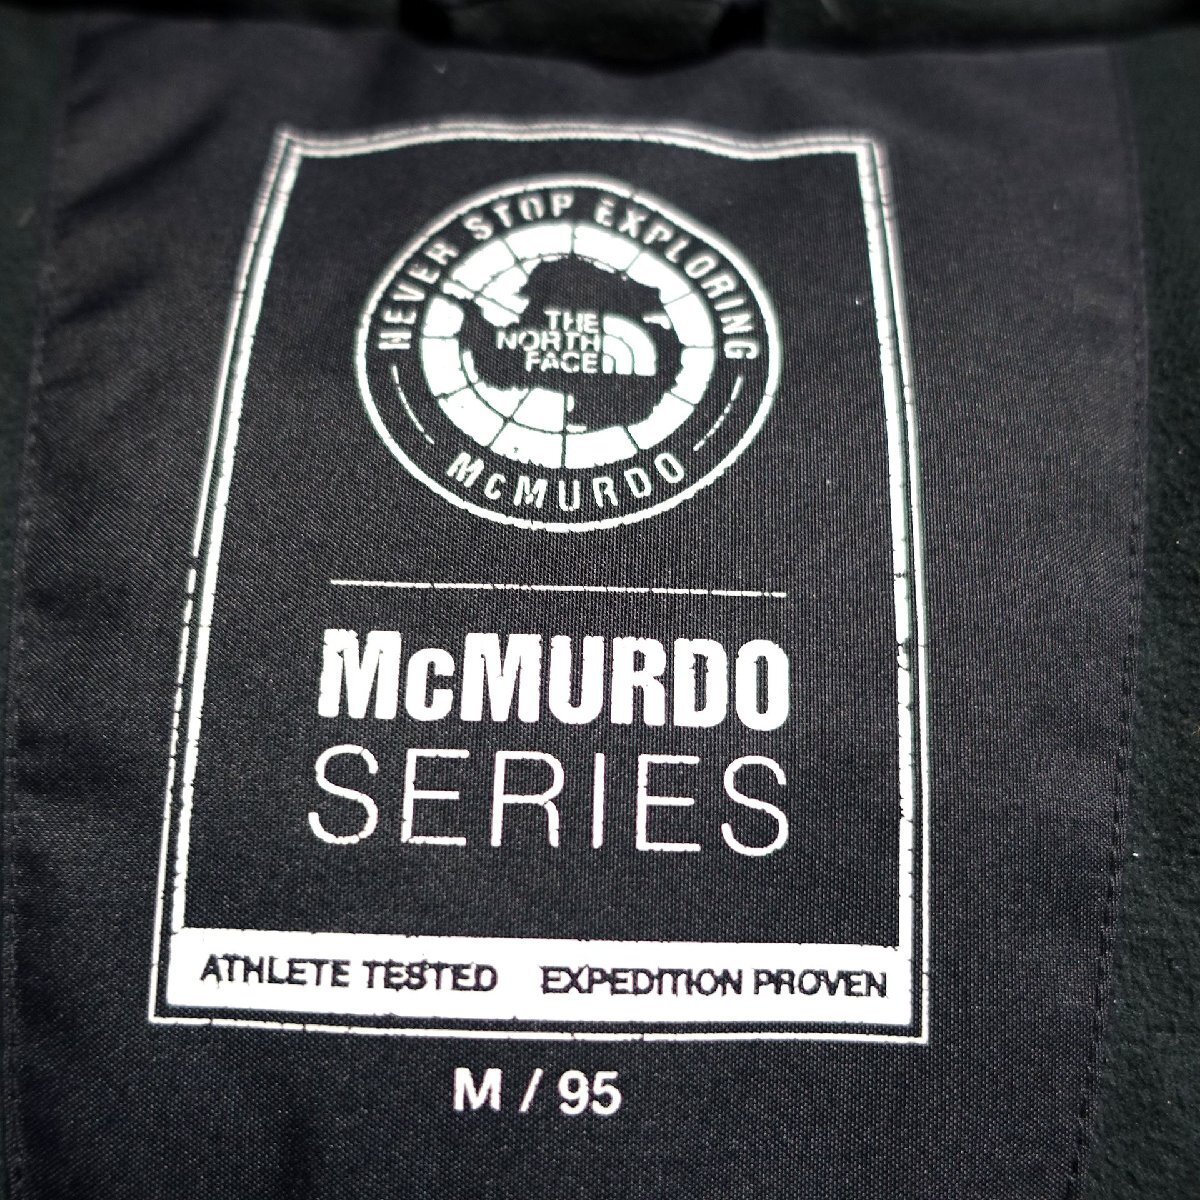 NEVER STOP EXPLORING
THE
NORTH
FACE
McMURDO
McMURDO
SERIES
ATHLETE TESTED EXPEDITION PROVEN
M / 95